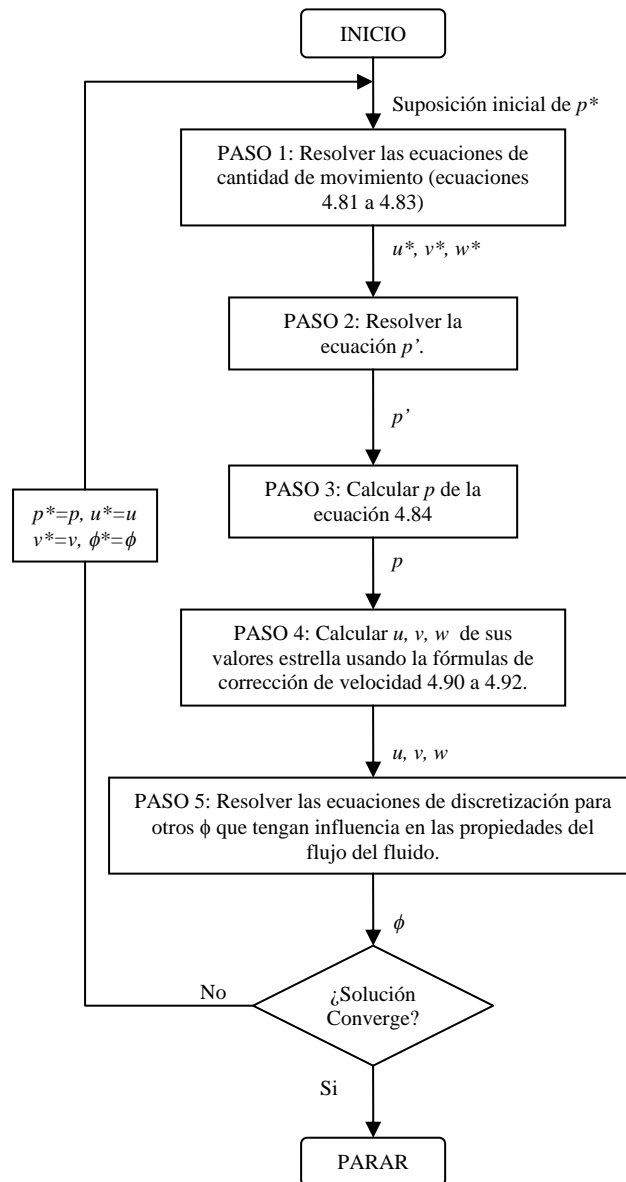 INICIO
Suposición inicial de p*
PASO 1: Resolver las ecuaciones de
cantidad de movimiento (ecuaciones
4.81 a 4.83)
u*, v*, w*
PASO 2: Resolver la
ecuación p’.
p’
PASO 3: Calcular p de la
ecuación 4.84
p
p*=p, u*=u
v*=v, ϕ*=ϕ
PASO 4: Calcular u, v, w de sus
valores estrella usando la fórmulas de
corrección de velocidad 4.90 a 4.92.
u, v, w
PASO 5: Resolver las ecuaciones de discretización para
otros ϕ que tengan influencia en las propiedades del
flujo del fluido.
ϕ
No
¿Solución
Converge?
Si
PARAR